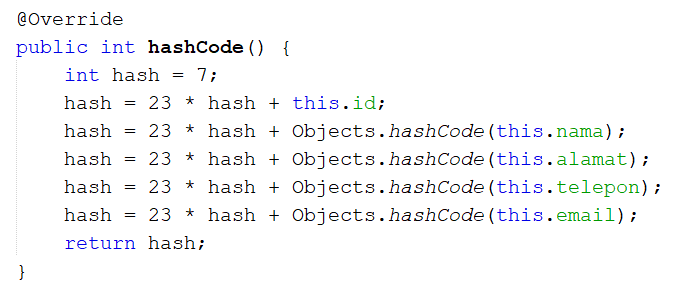 @Override
public int hashCode() {
    int hash = 7;
    hash = 23 * hash + this.id;
    hash = 23 * hash + Objects.hashCode(this.nama);
    hash = 23 * hash + Objects.hashCode(this.alamat);
    hash = 23 * hash + Objects.hashCode(this.telepon);
    hash = 23 * hash + Objects.hashCode(this.email);
    return hash;
}